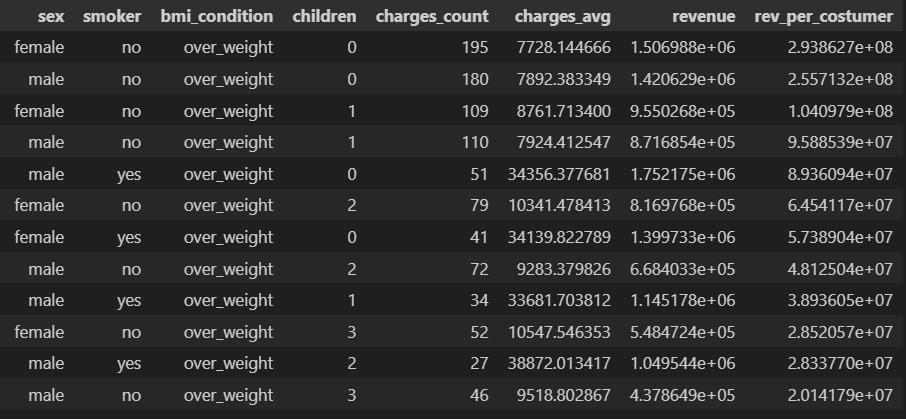 sex smoker bmi_condition children charges_count charges_avg revenue rev_per_costumer
female no over_weight 0 195 7728.144666 1.506988e+06 2.938627e+08
male no over_weight 0 180 7892.383349 1.420629e+06 2.557132e+08
female no over_weight 1 109 8761.713400 9.550268e+05 1.040979e+08
male no over_weight 1 110 7924.412547 8.716854e+05 9.588539e+07
male yes over_weight 0 51 34356.377681 1.752175e+06 8.936094e+07
female no over_weight 2 79 10341.478413 8.169768e+05 6.454117e+07
female yes over_weight 0 41 34139.822789 1.399733e+06 5.738904e+07
male no over_weight 2 72 9283.379826 6.684033e+05 4.812504e+07
male yes over_weight 1 34 33681.703812 1.145178e+06 3.893605e+07
female no over_weight 3 52 10547.546353 5.484724e+05 2.852057e+07
male yes over_weight 2 27 38872.013417 1.049544e+06 2.833770e+07
male no over_weight 3 46 9518.802867 4.378649e+05 2.014179e+07